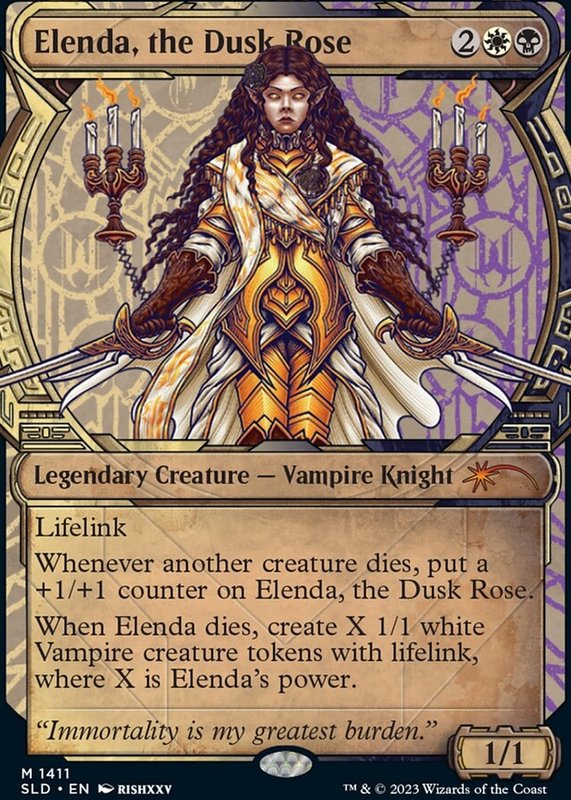 Elenda, the Dusk Rose 2
Legendary Creature — Vampire Knight
Lifelink
Whenever another creature dies, put a
+1/+1 counter on Elenda, the Dusk Rose.
When Elenda dies, create X 1/1 white
Vampire creature tokens with lifelink,
where X is Elenda's power.
“Immortality is my greatest burden.”
1/1
M 1411
SLD • EN RISHXXV
™ & © 2023 Wizards of the Coast